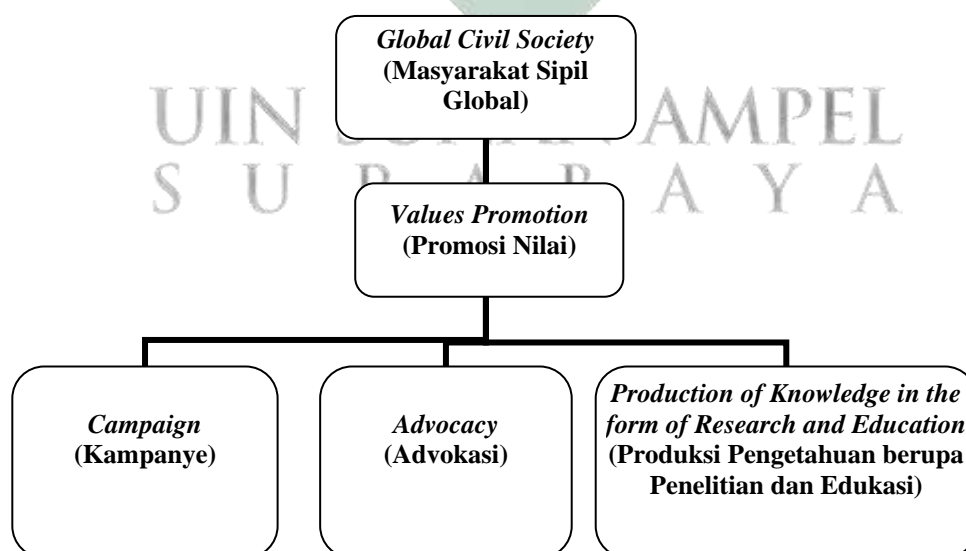 Global Civil Society
(Masyarakat Sipil
Global)
UIN AMPEL
S U R A B A Y A
Values Promotion
(Promosi Nilai)
Campaign
(Kampanye)
Advocacy
(Advokasi)
Production of Knowledge in the
form of Research and Education
(Produksi Pengetahuan berupa
Penelitian dan Edukasi)